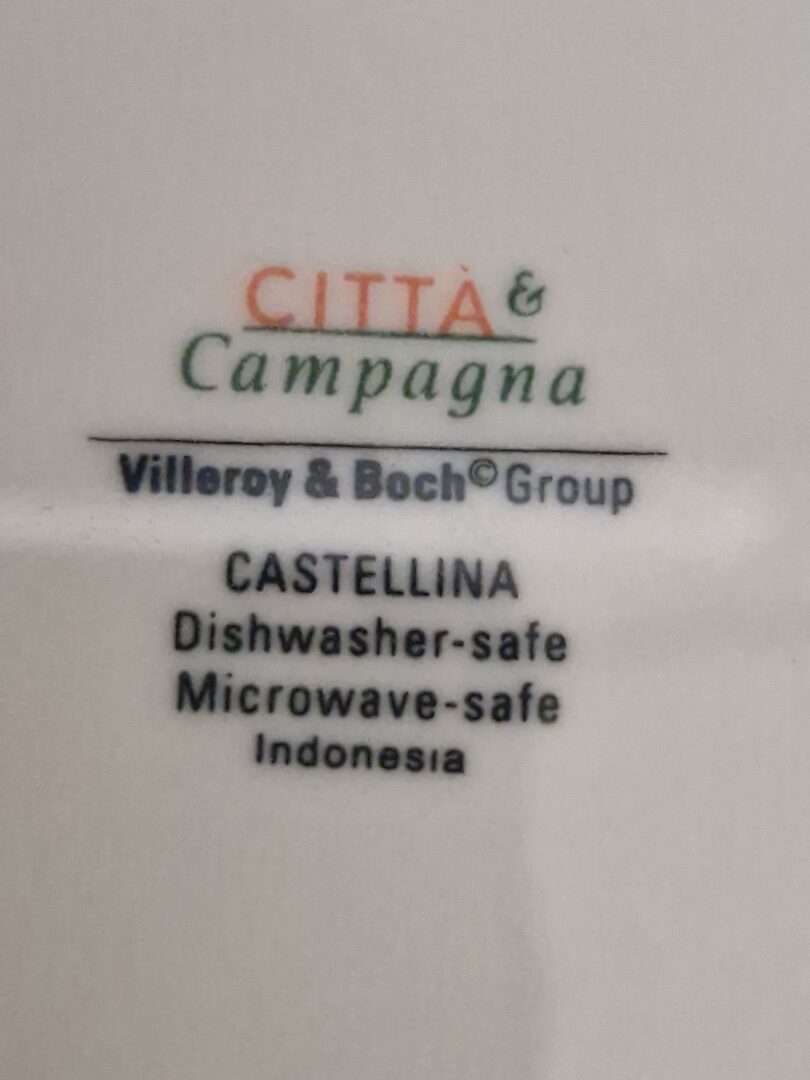 CITTÀ &
Campagna
Villeroy & Boch© Group
CASTELLINA
Dishwasher-safe
Microwave-safe
Indonesia